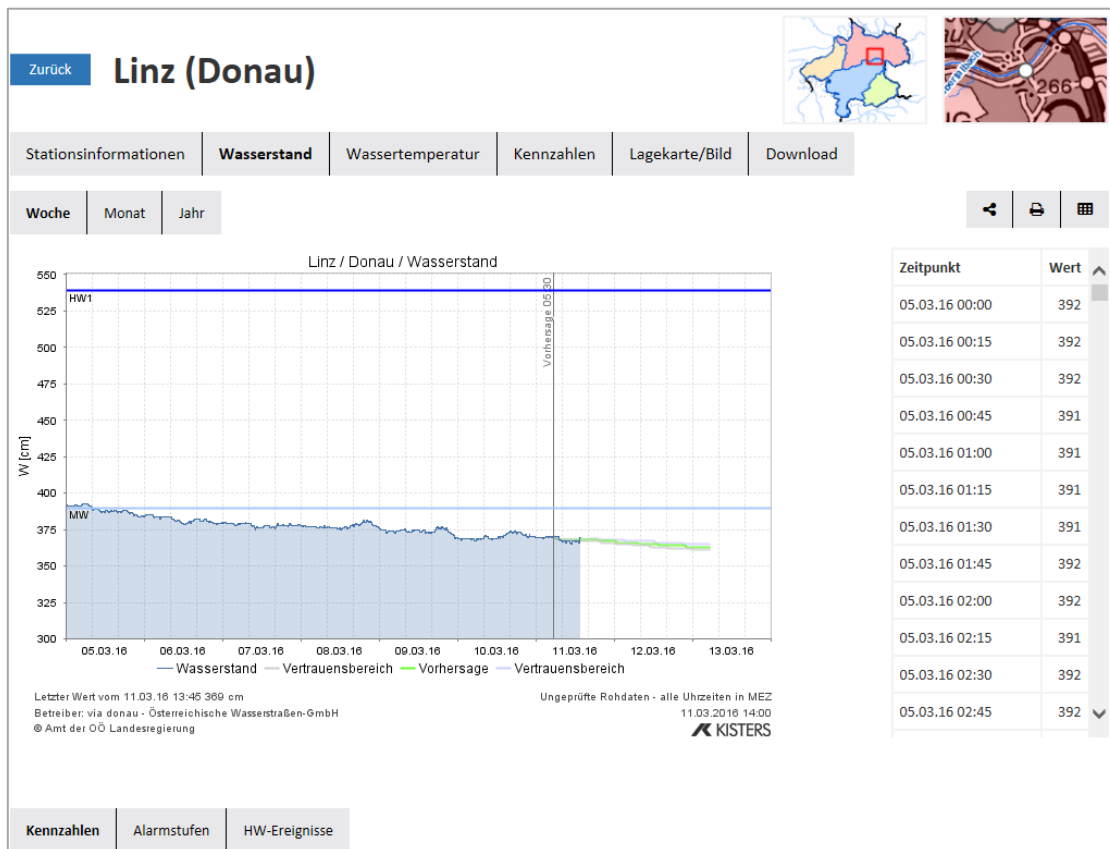 Zurück
Linz (Donau)
266
Stationsinformationen
Wasserstand
Wassertemperatur
Kennzahlen
Lagekarte/Bild
Download
Woche
Monat
Jahr
Linz / Donau / Wasserstand
550
525
500
475
450
425
400
375
350
325
300
W [cm]
HW1
MW
Vorhersage 05:30
05.03.16
06.03.16
07.03.16
08.03.16
09.03.16
10.03.16
11.03.16
12.03.16
13.03.16
Wasserstand
Vertrauensbereich
Vorhersage
Vertrauensbereich
Letzter Wert vom 11.03.16 13:45 369 cm
Betreiber: via donau - Österreichische Wasserstraßen-GmbH
© Amt der OÖ Landesregierung
Ungeprüfte Rohdaten - alle Uhrzeiten in MEZ
11.03.2016 14:00
KISTERS
Zeitpunkt Wert
05.03.16 00:00 392
05.03.16 00:15 392
05.03.16 00:30 392
05.03.16 00:45 391
05.03.16 01:00 391
05.03.16 01:15 391
05.03.16 01:30 391
05.03.16 01:45 392
05.03.16 02:00 392
05.03.16 02:15 391
05.03.16 02:30 392
05.03.16 02:45 392
Kennzahlen
Alarmstufen
HW-Ereignisse